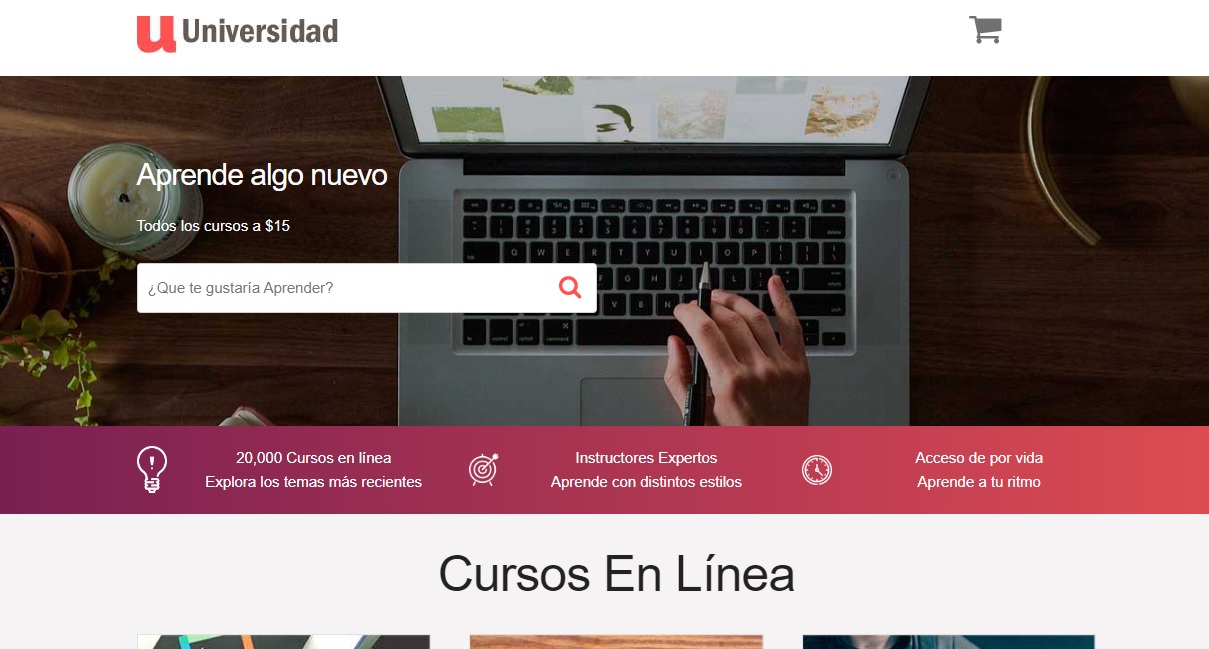 u Universidad
Aprende algo nuevo
Todos los cursos a $15
¿Que te gustaría Aprender?
20,000 Cursos en línea
Explora los temas más recientes
Instructores Expertos
Aprende con distintos estilos
Acceso de por vida
Aprende a tu ritmo
Cursos En Línea